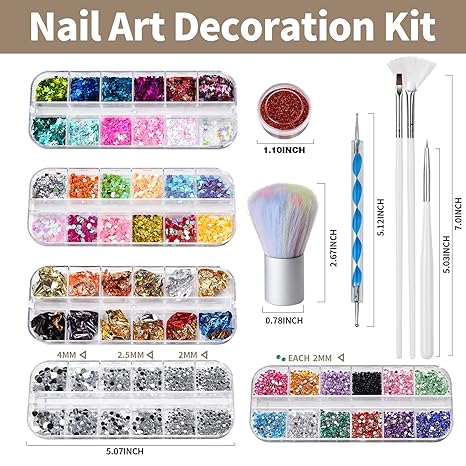 Nail Art Decoration Kit
1.10INCH
2.67INCH
0.78INCH
5.12INCH
5.03INCH
7.0INCH
4MM
2.5MM
2MM
EACH 2MM
5.07INCH